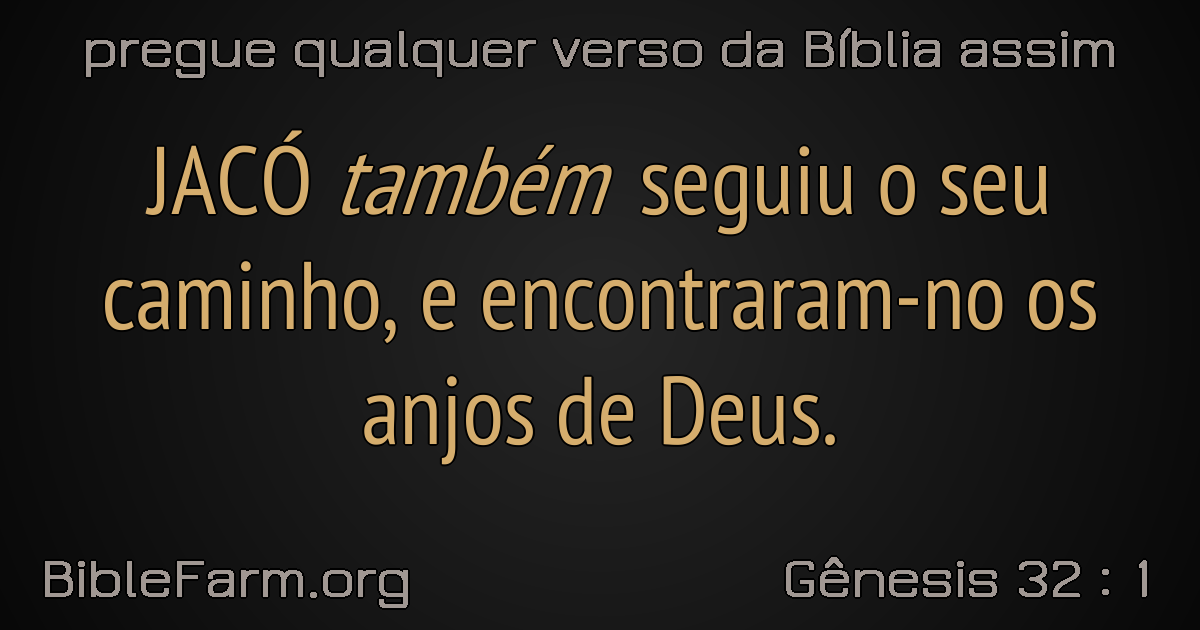 pregue qualquer verso da Bíblia assim
JACÓ também seguiu o seu
caminho, e encontraram-no os
anjos de Deus.
BibleFarm.org
Gênesis 32 : 1